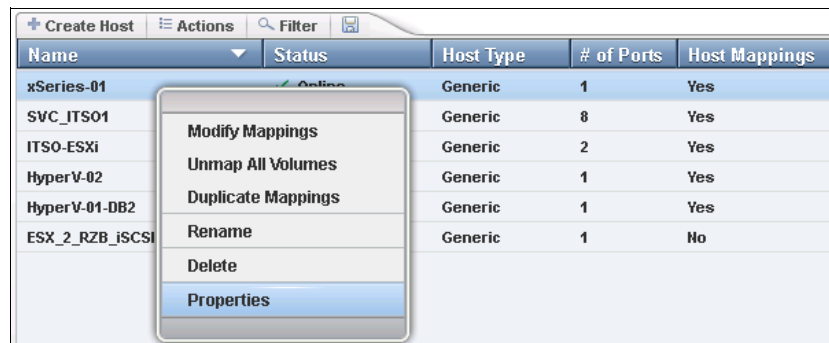 Create Host Actions Filter
Name Status Host Type # of Ports Host Mappings
xSeries-01 Online Generic 1 Yes
SVC_ITSO1 Generic 8 Yes
ITSO-ESXi Generic 2 Yes
HyperV-02 Generic 1 Yes
HyperV-01-DB2 Generic 1 Yes
ESX_2_RZB_iSCSI Generic 1 No
Modify Mappings
Unmap All Volumes
Duplicate Mappings
Rename
Delete
Properties